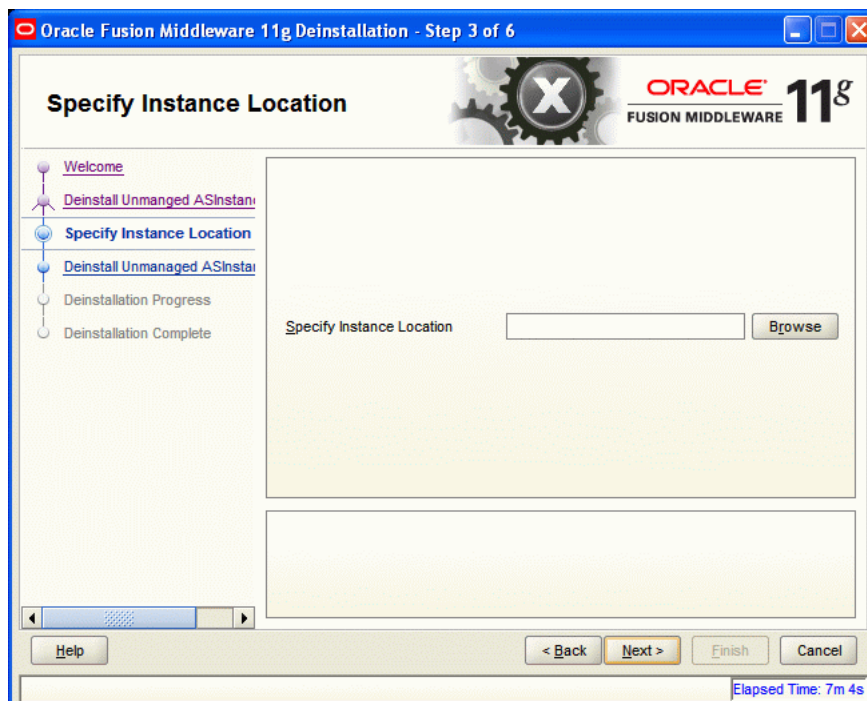 Oracle Fusion Middleware 11g Deinstallation - Step 3 of 6
Specify Instance Location
X
ORACLE
FUSION MIDDLEWARE
11g
Welcome
Deinstall Unmanged ASInstan
Specify Instance Location
Deinstall Unmanaged ASInstan
Deinstallation Progress
Deinstallation Complete
Specify Instance Location
Browse
Help
< Back
Next >
Finish
Cancel
Elapsed Time: 7m 4s